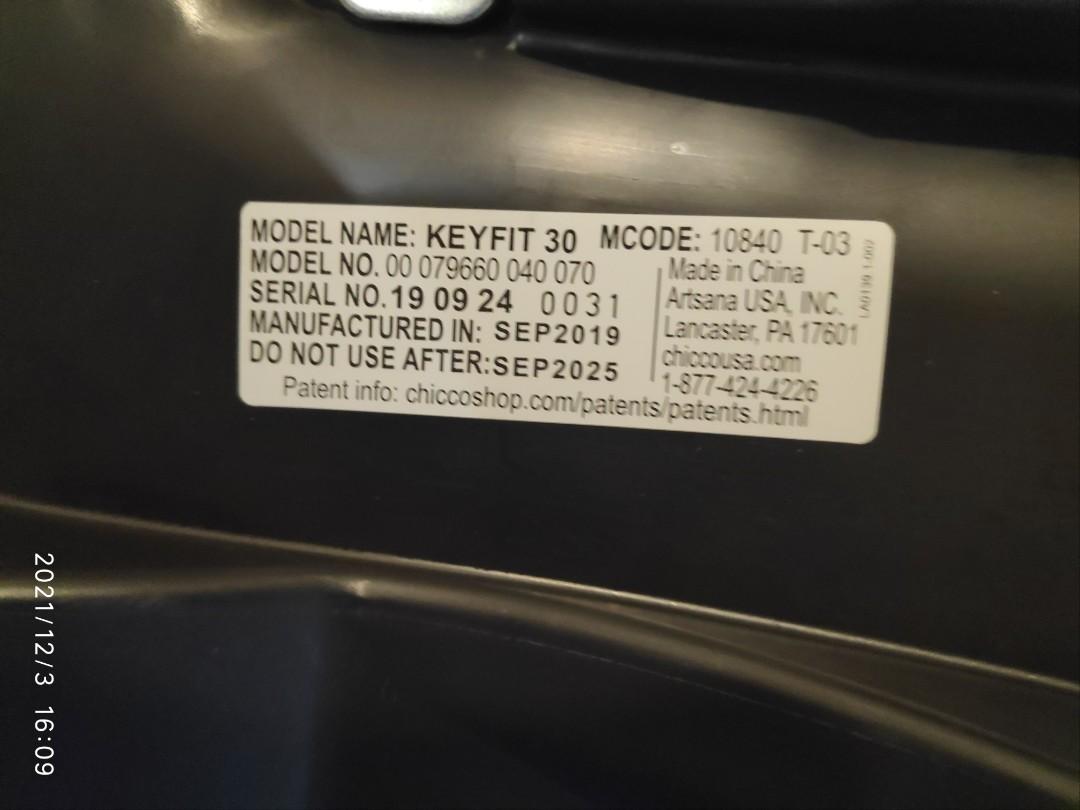 MODEL NAME: KEYFIT 30 MCODE: 10840 T-03
MODEL NO. 00 079660 040 070
SERIAL NO. 19 09 24 0031
MANUFACTURED IN: SEP2019
DO NOT USE AFTER: SEP2025
Made in China
Artsana USA, INC.
Lancaster, PA 17601
chiccousa.com
1-877-424-4226
Patent info: chiccoshop.com/patents/patents.html
2021/12/3 16:09